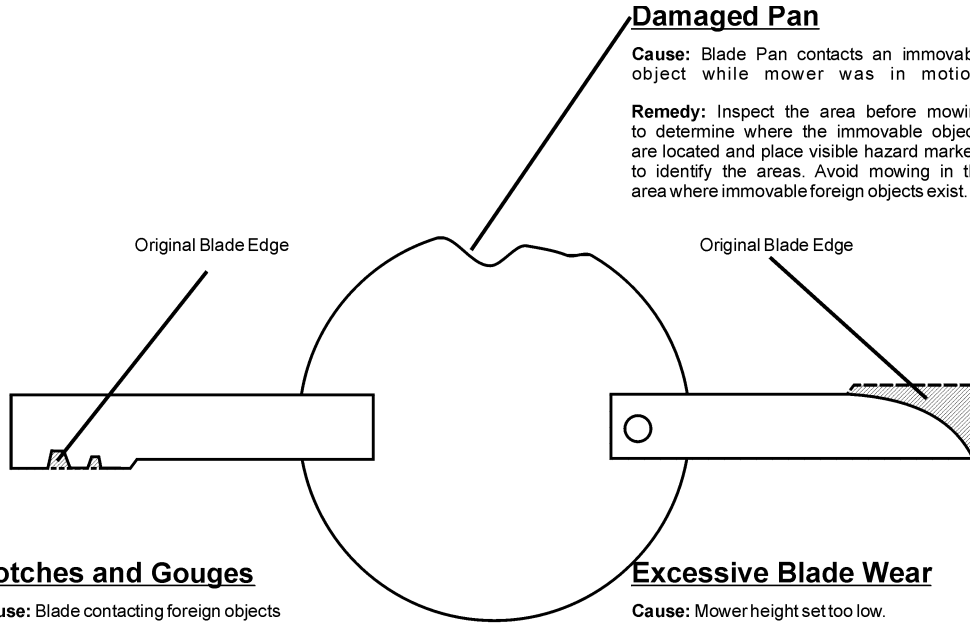 Damaged Pan
Cause: Blade Pan contacts an immovab
object while mower was in motio
Remedy: Inspect the area before mowin
to determine where the immovable objec
are located and place visible hazard marke
to identify the areas. Avoid mowing in th
area where immovable foreign objects exist.
Original Blade Edge
Original Blade Edge
otches and Gouges
use: Blade contacting foreign objects
Excessive Blade Wear
Cause: Mower height set too low.